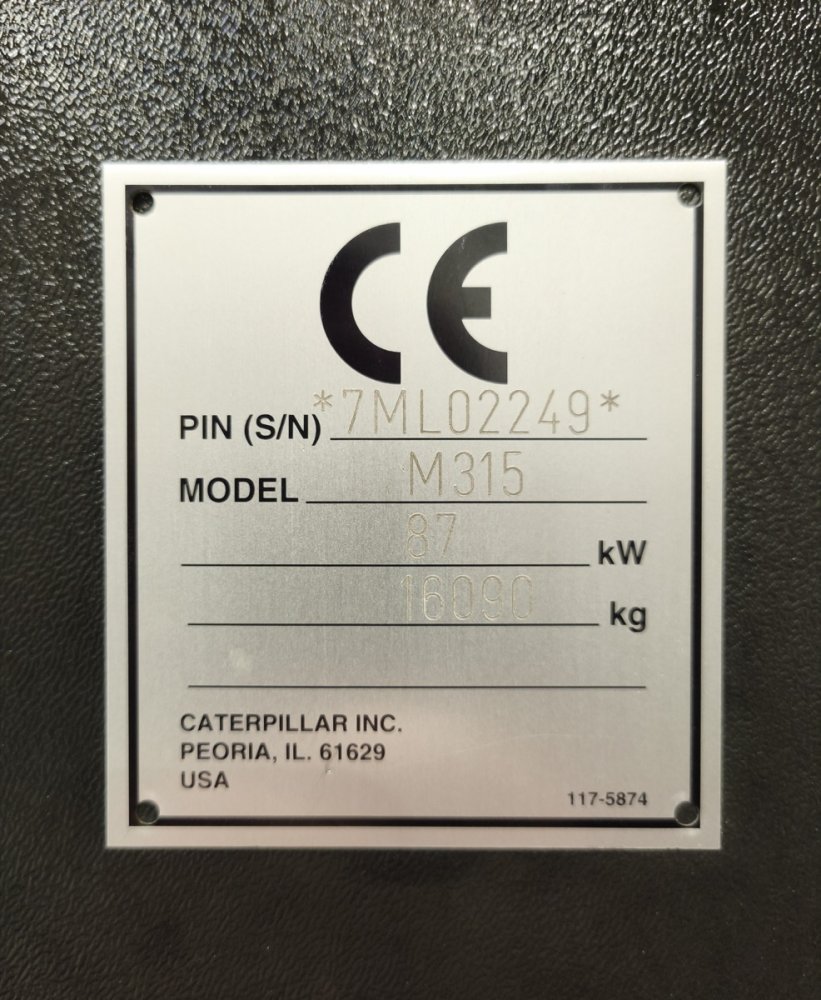 CE
PIN (S/N) *7ML02249*
MODEL M315
87 kW
16090 kg
CATERPILLAR INC.
PEORIA, IL. 61629
USA
117-5874